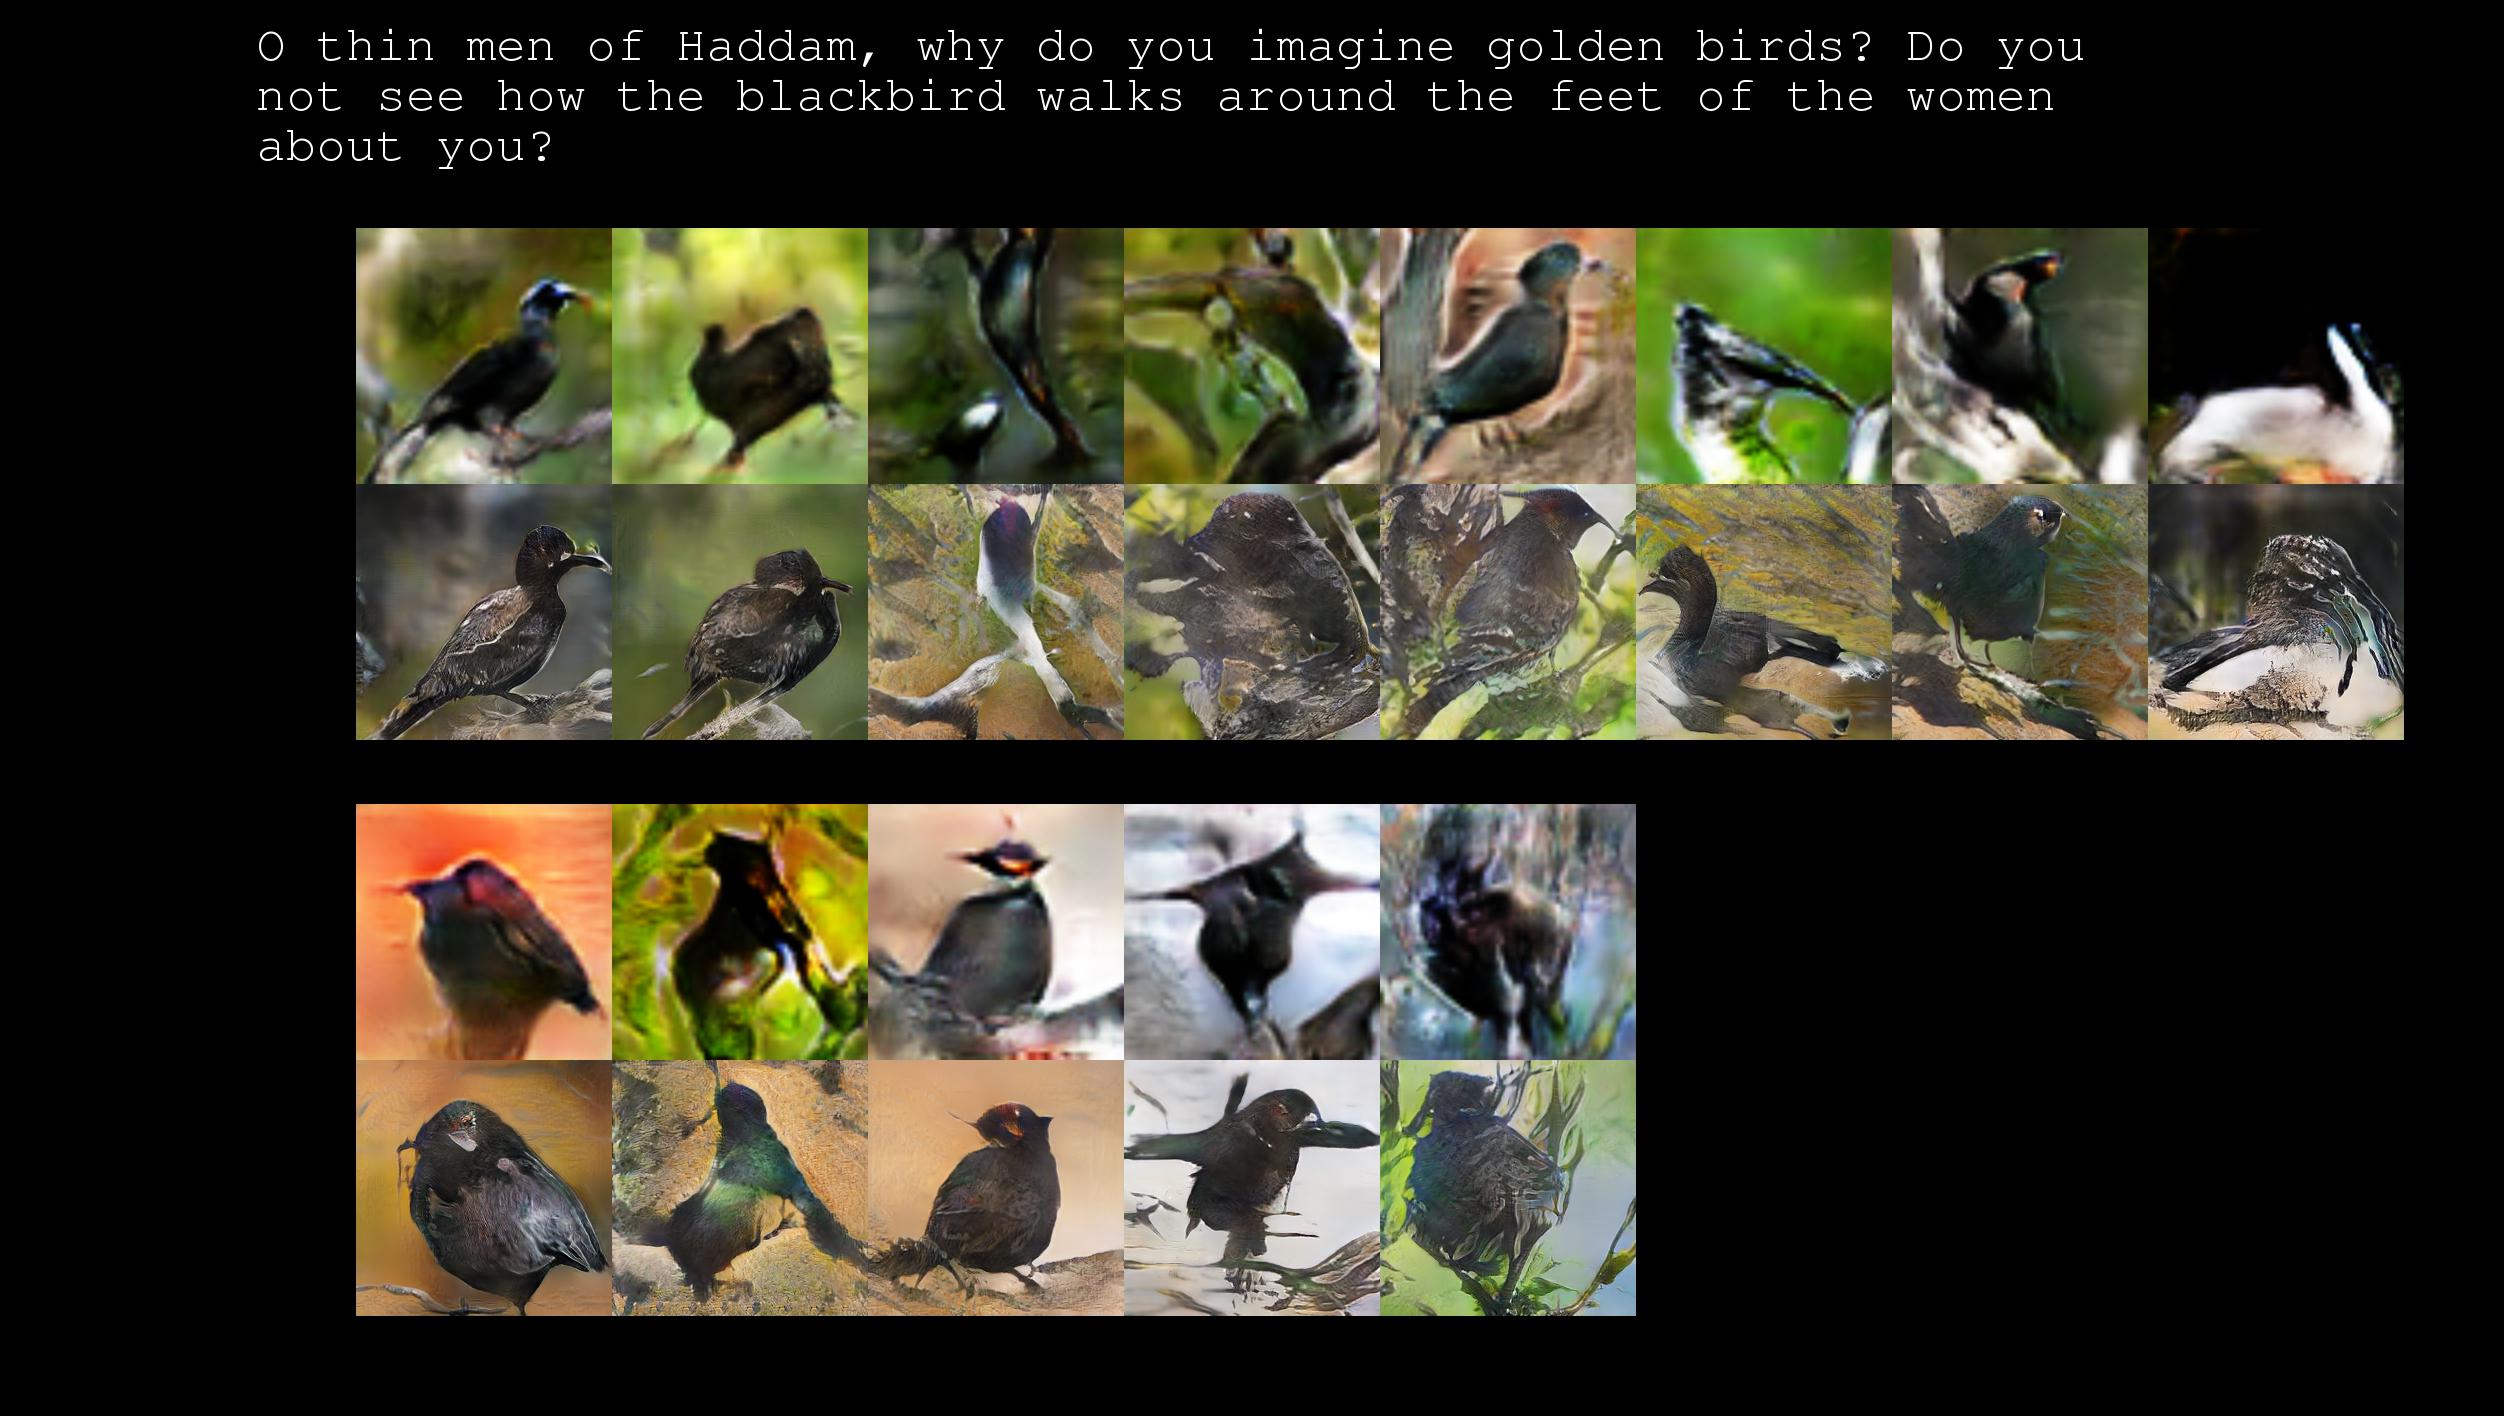 O thin men of Haddam, why do you imagine golden birds? Do you
not see how the blackbird walks around the feet of the women
about you?